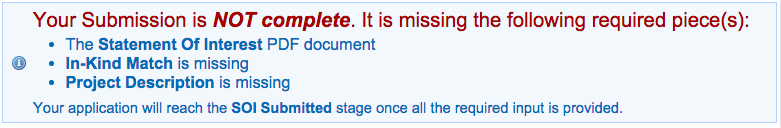 Your Submission is NOT complete. It is missing the following required piece(s):
• The Statement Of Interest PDF document
• In-Kind Match is missing
• Project Description is missing
Your application will reach the SOI Submitted stage once all the required input is provided.